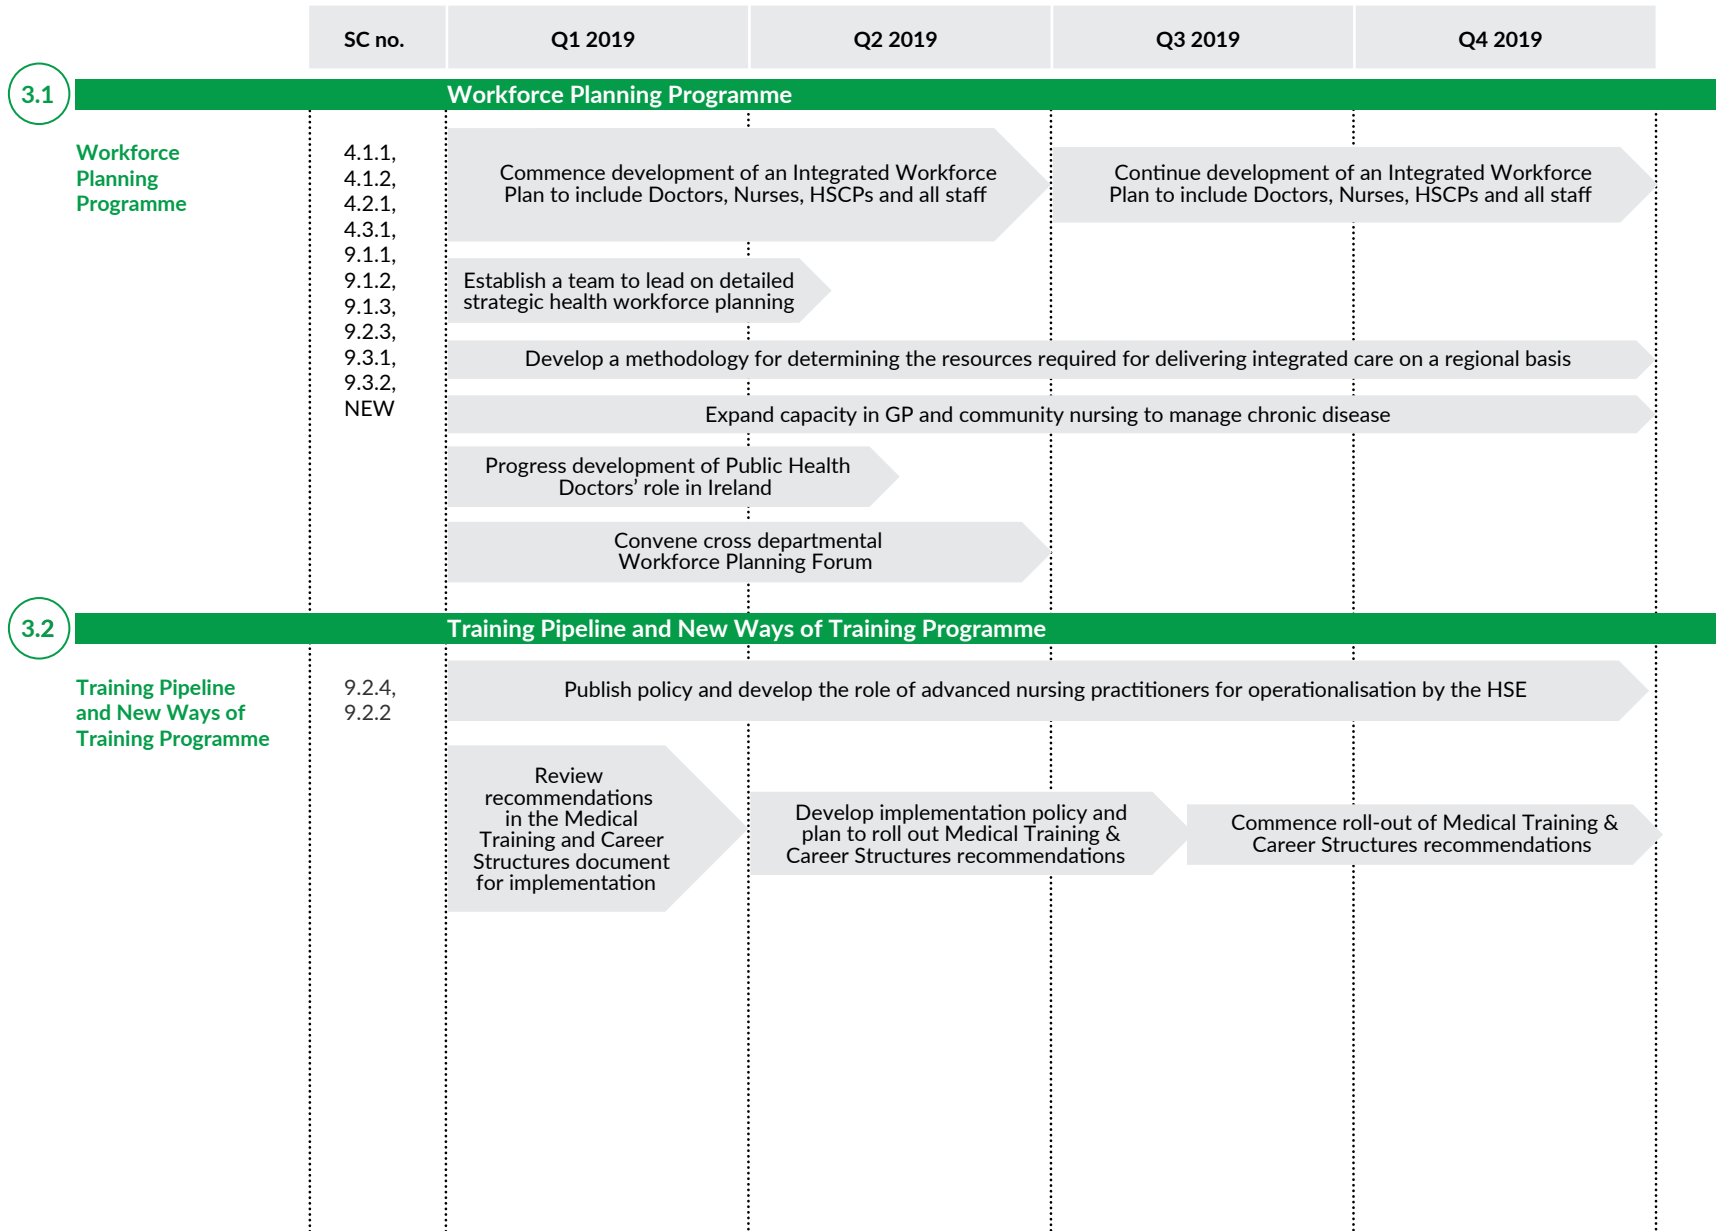 SC no.
Q1 2019
Q2 2019
Q3 2019
Q4 2019
3.1
Workforce Planning Programme
Workforce
Planning
Programme
4.1.1,
4.1.2,
4.2.1,
4.3.1,
9.1.1,
9.1.2,
9.1.3,
9.2.3,
9.3.1,
9.3.2,
NEW
Commence development of an Integrated Workforce
Plan to include Doctors, Nurses, HSCPs and all staff
Continue development of an Integrated Workforce
Plan to include Doctors, Nurses, HSCPs and all staff
Establish a team to lead on detailed
strategic health workforce planning
Develop a methodology for determining the resources required for delivering integrated care on a regional basis
Expand capacity in GP and community nursing to manage chronic disease
Progress development of Public Health
Doctors’ role in Ireland
Convene cross departmental
Workforce Planning Forum
3.2
Training Pipeline and New Ways of Training Programme
Training Pipeline
and New Ways of
Training Programme
9.2.4,
9.2.2
Publish policy and develop the role of advanced nursing practitioners for operationalisation by the HSE
Review
recommendations
in the Medical
Training and Career
Structures document
for implementation
Develop implementation policy and
plan to roll out Medical Training &
Career Structures recommendations
Commence roll-out of Medical Training &
Career Structures recommendations